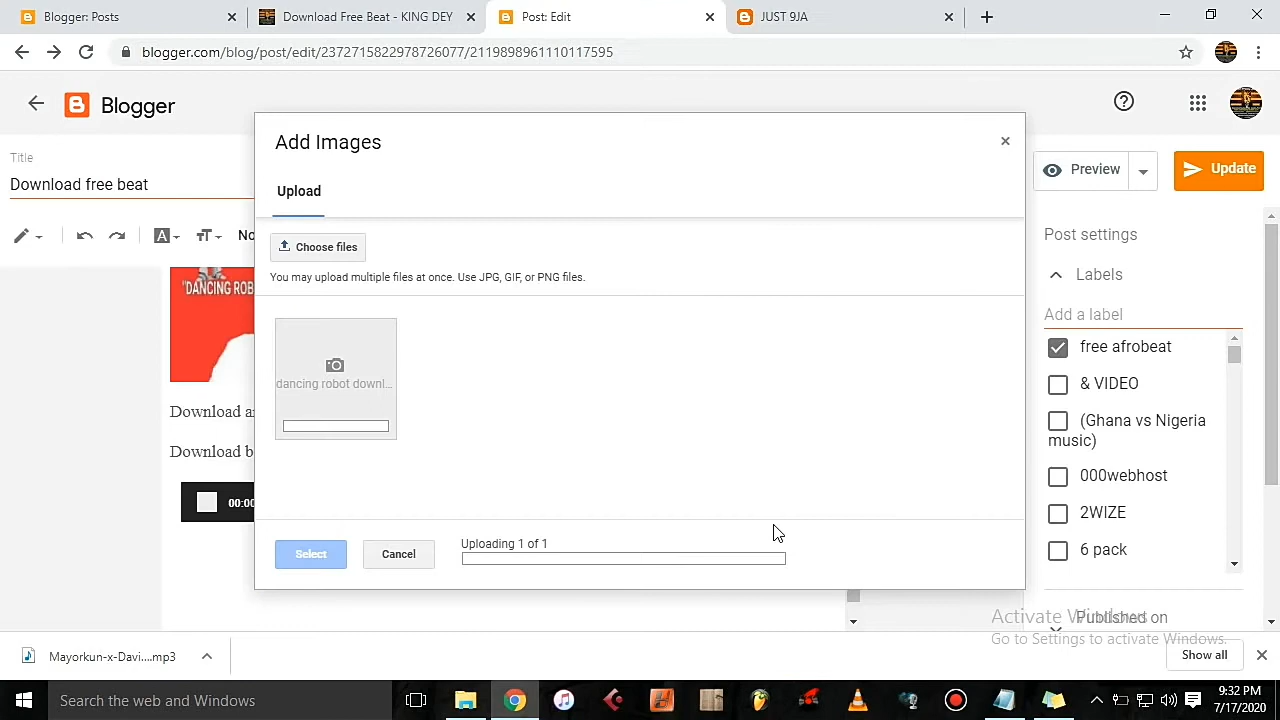 Blogger: Posts
Download Free Beat - KING DEY
Post: Edit
JUST 9JA
blogger.com/blog/post/edit/2372715822978726077/2119898961110117595
Blogger
Preview
Update
Title
Download free beat
Add Images
Upload
Choose files
You may upload multiple files at once. Use JPG, GIF, or PNG files.
dancing robot downl...
Uploading 1 of 1
Select
Cancel
No
"DANCING ROB
Download a
Download b
00:00
Post settings
Labels
Add a label
free afrobeat
& VIDEO
(Ghana vs Nigeria
music)
000webhost
2WIZE
6 pack
Published on
Activate Windows
Go to Settings to activate Windows.
Mayorkun-x-Davi....mp3
Show all
Search the web and Windows
9:32 PM
7/17/2020